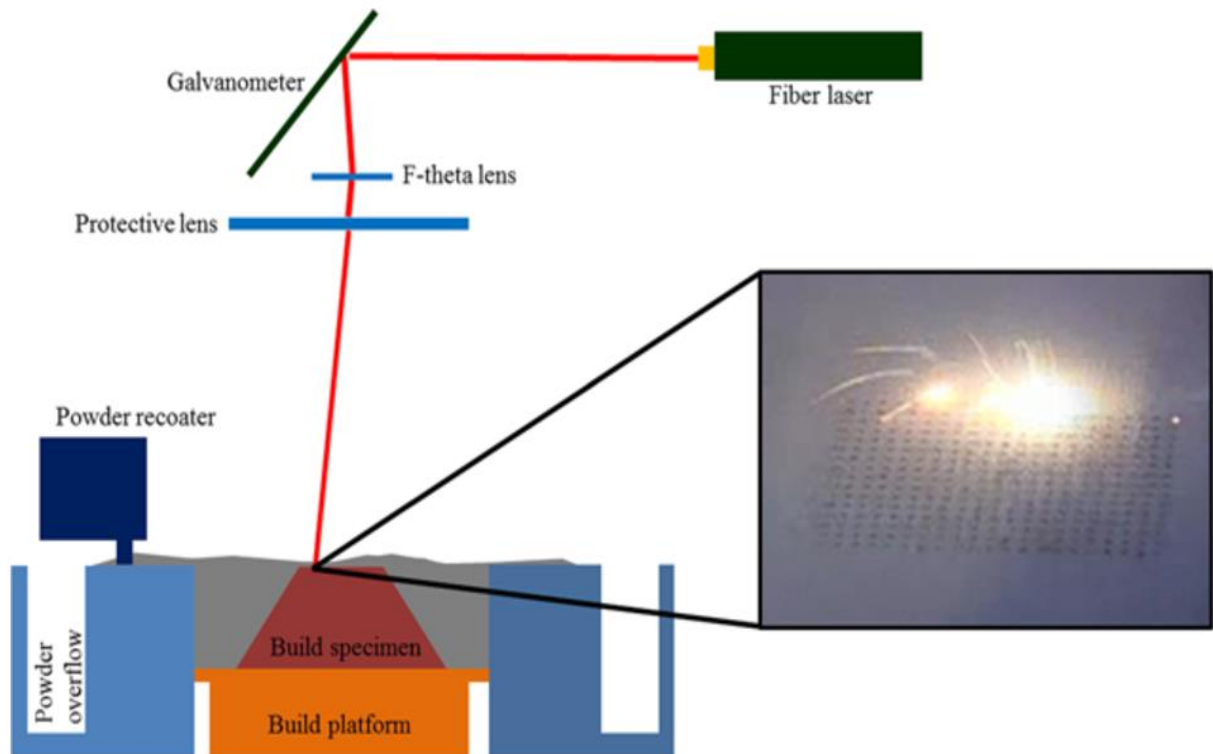 Galvanometer
Fiber laser
F-theta lens
Protective lens
Powder recoater
Powder
overflow
Build specimen
Build platform